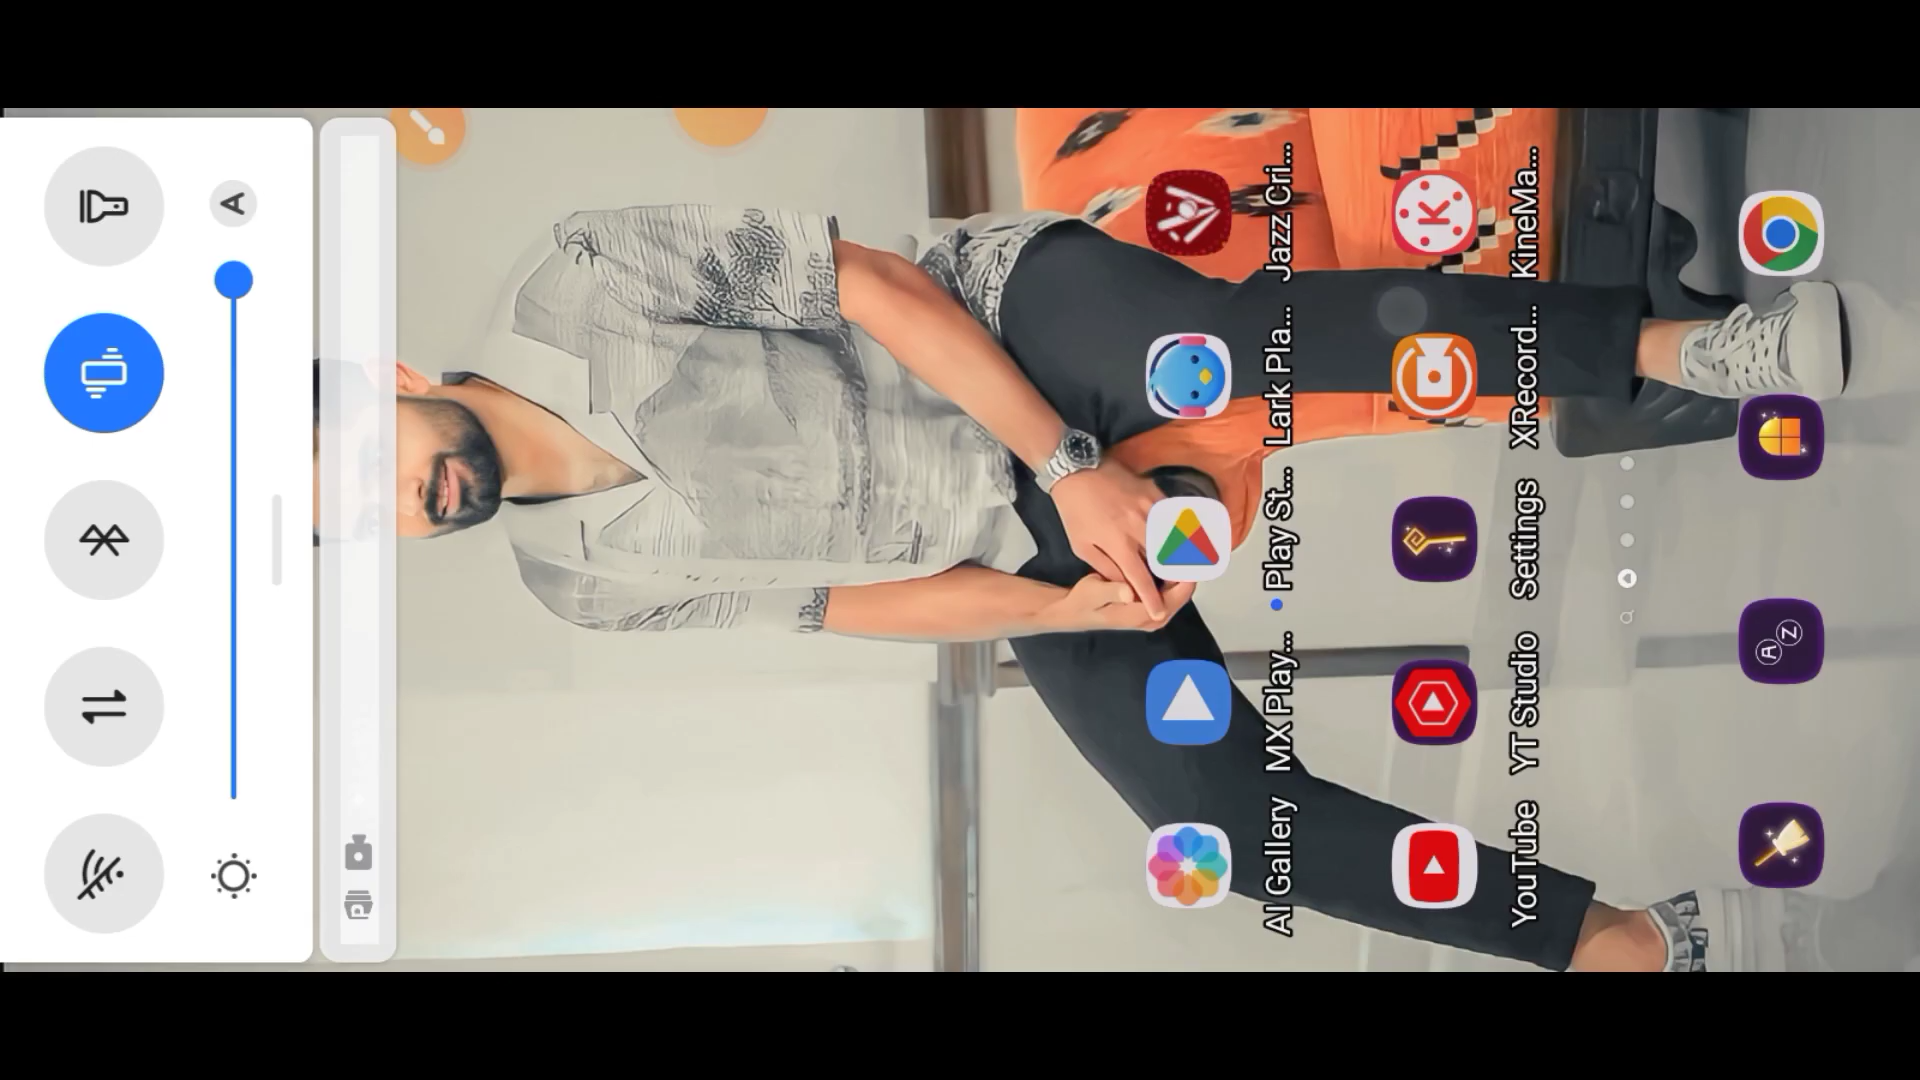 A
AI Gallery MX Play... Play St... Lark Pla... Jazz Cri...
YouTube YT Studio Settings XRecord... KineMa...
K
A Z